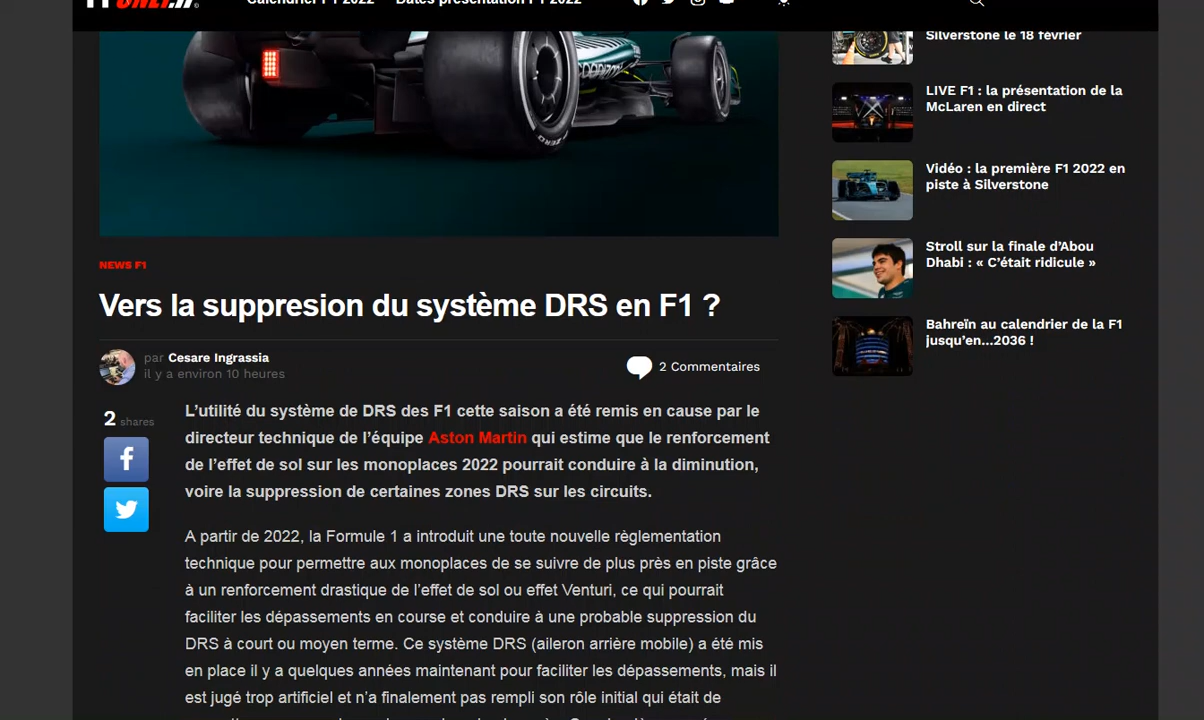 Calendrier F1 2022 Dates présentation F1 2022
Silverstone le 18 février
LIVE F1 : la présentation de la
McLaren en direct
Vidéo : la première F1 2022 en
piste à Silverstone
Stroll sur la finale d’Abou
Dhabi : « C’était ridicule »
Bahreïn au calendrier de la F1
jusqu’en…2036 !
NEWS F1
Vers la suppresion du système DRS en F1 ?
par Cesare Ingrassia
il y a environ 10 heures
2 Commentaires
2 shares
L’utilité du système de DRS des F1 cette saison a été remis en cause par le
directeur technique de l’équipe Aston Martin qui estime que le renforcement
de l’effet de sol sur les monoplaces 2022 pourrait conduire à la diminution,
voire la suppression de certaines zones DRS sur les circuits.
A partir de 2022, la Formule 1 a introduit une toute nouvelle règlementation
technique pour permettre aux monoplaces de se suivre de plus près en piste grâce
à un renforcement drastique de l’effet de sol ou effet Venturi, ce qui pourrait
faciliter les dépassements en course et conduire à une probable suppression du
DRS à court ou moyen terme. Ce système DRS (aileron arrière mobile) a été mis
en place il y a quelques années maintenant pour faciliter les dépassements, mais il
est jugé trop artificiel et n’a finalement pas rempli son rôle initial qui était de